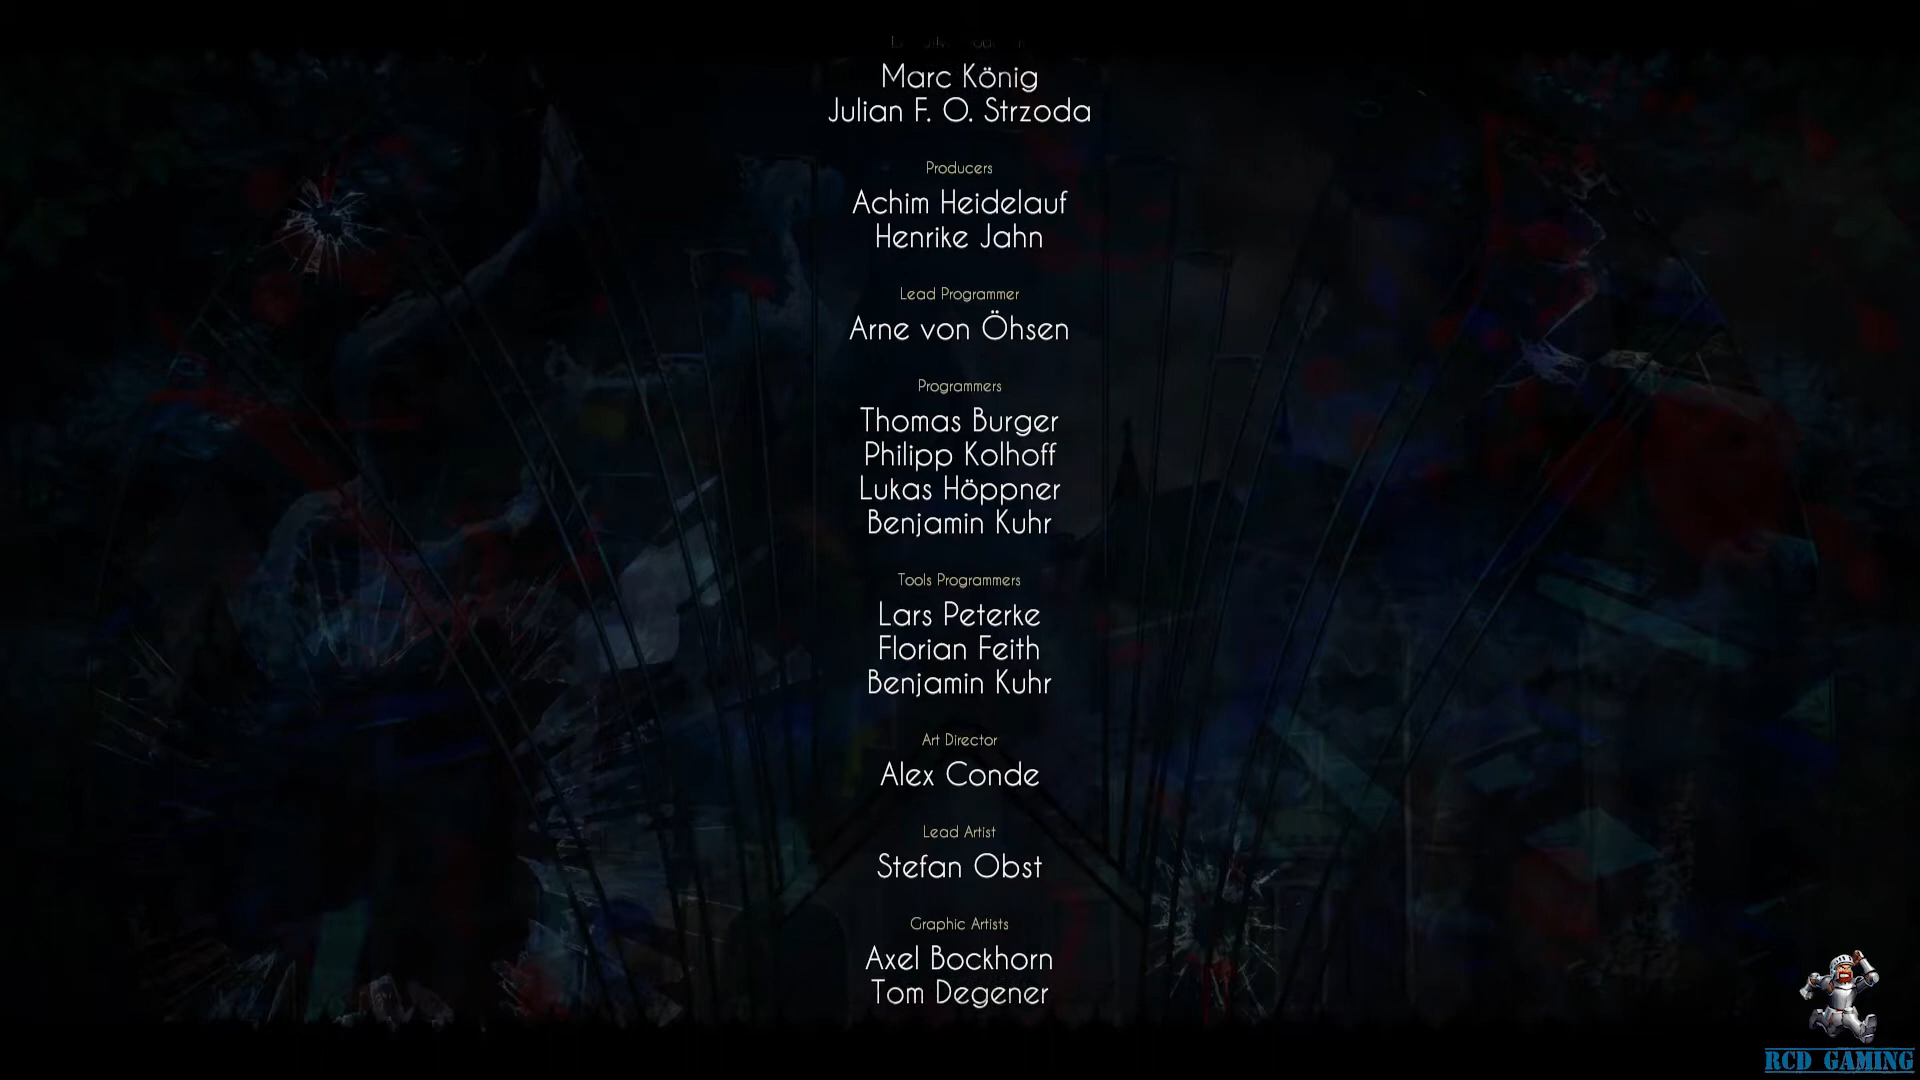 Marc König
Julian F. O. Strzoda
Producers
Achim Heidelauf
Henrike Jahn
Lead Programmer
Arne von Öhsen
Programmers
Thomas Burger
Philipp Kolhoff
Lukas Höppner
Benjamin Kuhr
Tools Programmers
Lars Peterke
Florian Feith
Benjamin Kuhr
Art Director
Alex Conde
Lead Artist
Stefan Obst
Graphic Artists
Axel Bockhorn
Tom Degener
RCD GAMING